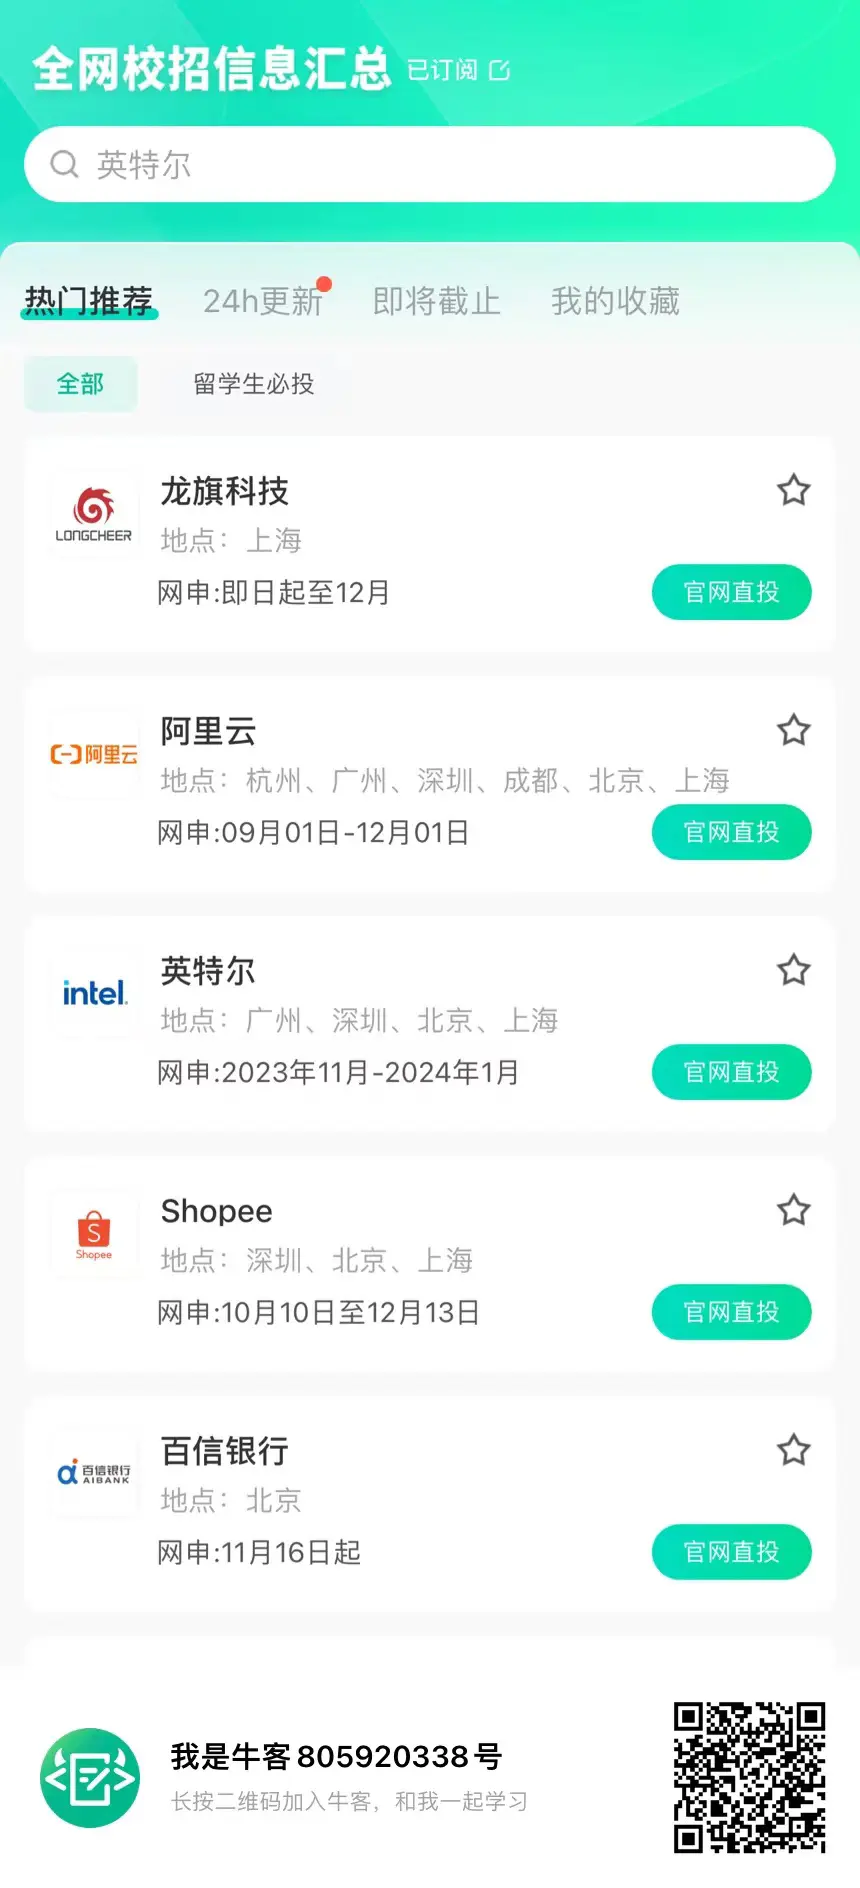 全网校招信息汇总 已订阅
英特尔
热门推荐 24h更新 即将截止 我的收藏
全部 留学生必投
LONGCHEER
龙旗科技
地点：上海
网申:即日起至12月
官网直投
阿里云
阿里云
地点：杭州、广州、深圳、成都、北京、上海
网申:09月01日-12月01日
官网直投
intel.
英特尔
地点：广州、深圳、北京、上海
网申:2023年11月-2024年1月
官网直投
S
Shopee
Shopee
地点：深圳、北京、上海
网申:10月10日至12月13日
官网直投
百信银行
AIBANK
百信银行
地点：北京
网申:11月16日起
官网直投
我是牛客805920338号
长按二维码加入牛客，和我一起学习